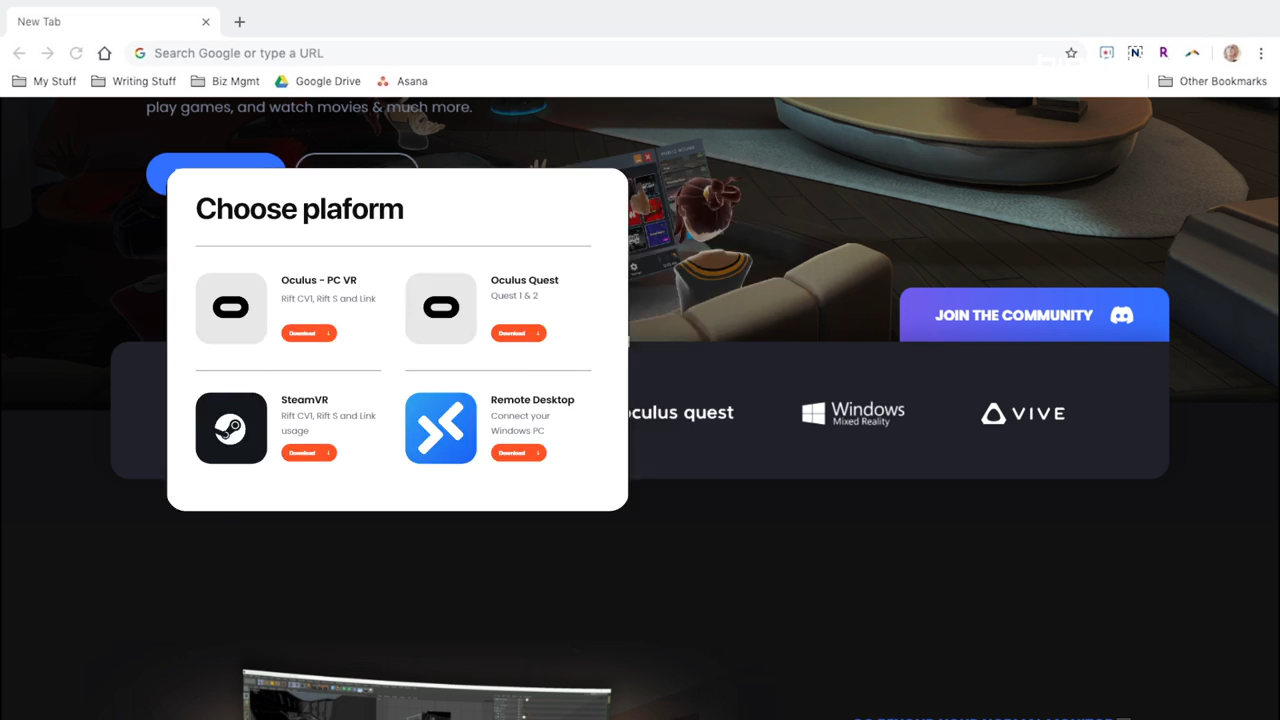 New Tab
Search Google or type a URL
My Stuff
Writing Stuff
Biz Mgmt
Google Drive
Asana
Other Bookmarks
play games, and watch movies & much more.
Choose plaform
Oculus - PC VR
Rift CV1, Rift S and Link
Download
Oculus Quest
Quest 1 & 2
Download
SteamVR
Rift CV1, Rift S and Link
usage
Download
Remote Desktop
Connect your
Windows PC
Download
JOIN THE COMMUNITY
oculus quest
Windows
Mixed Reality
VIVE